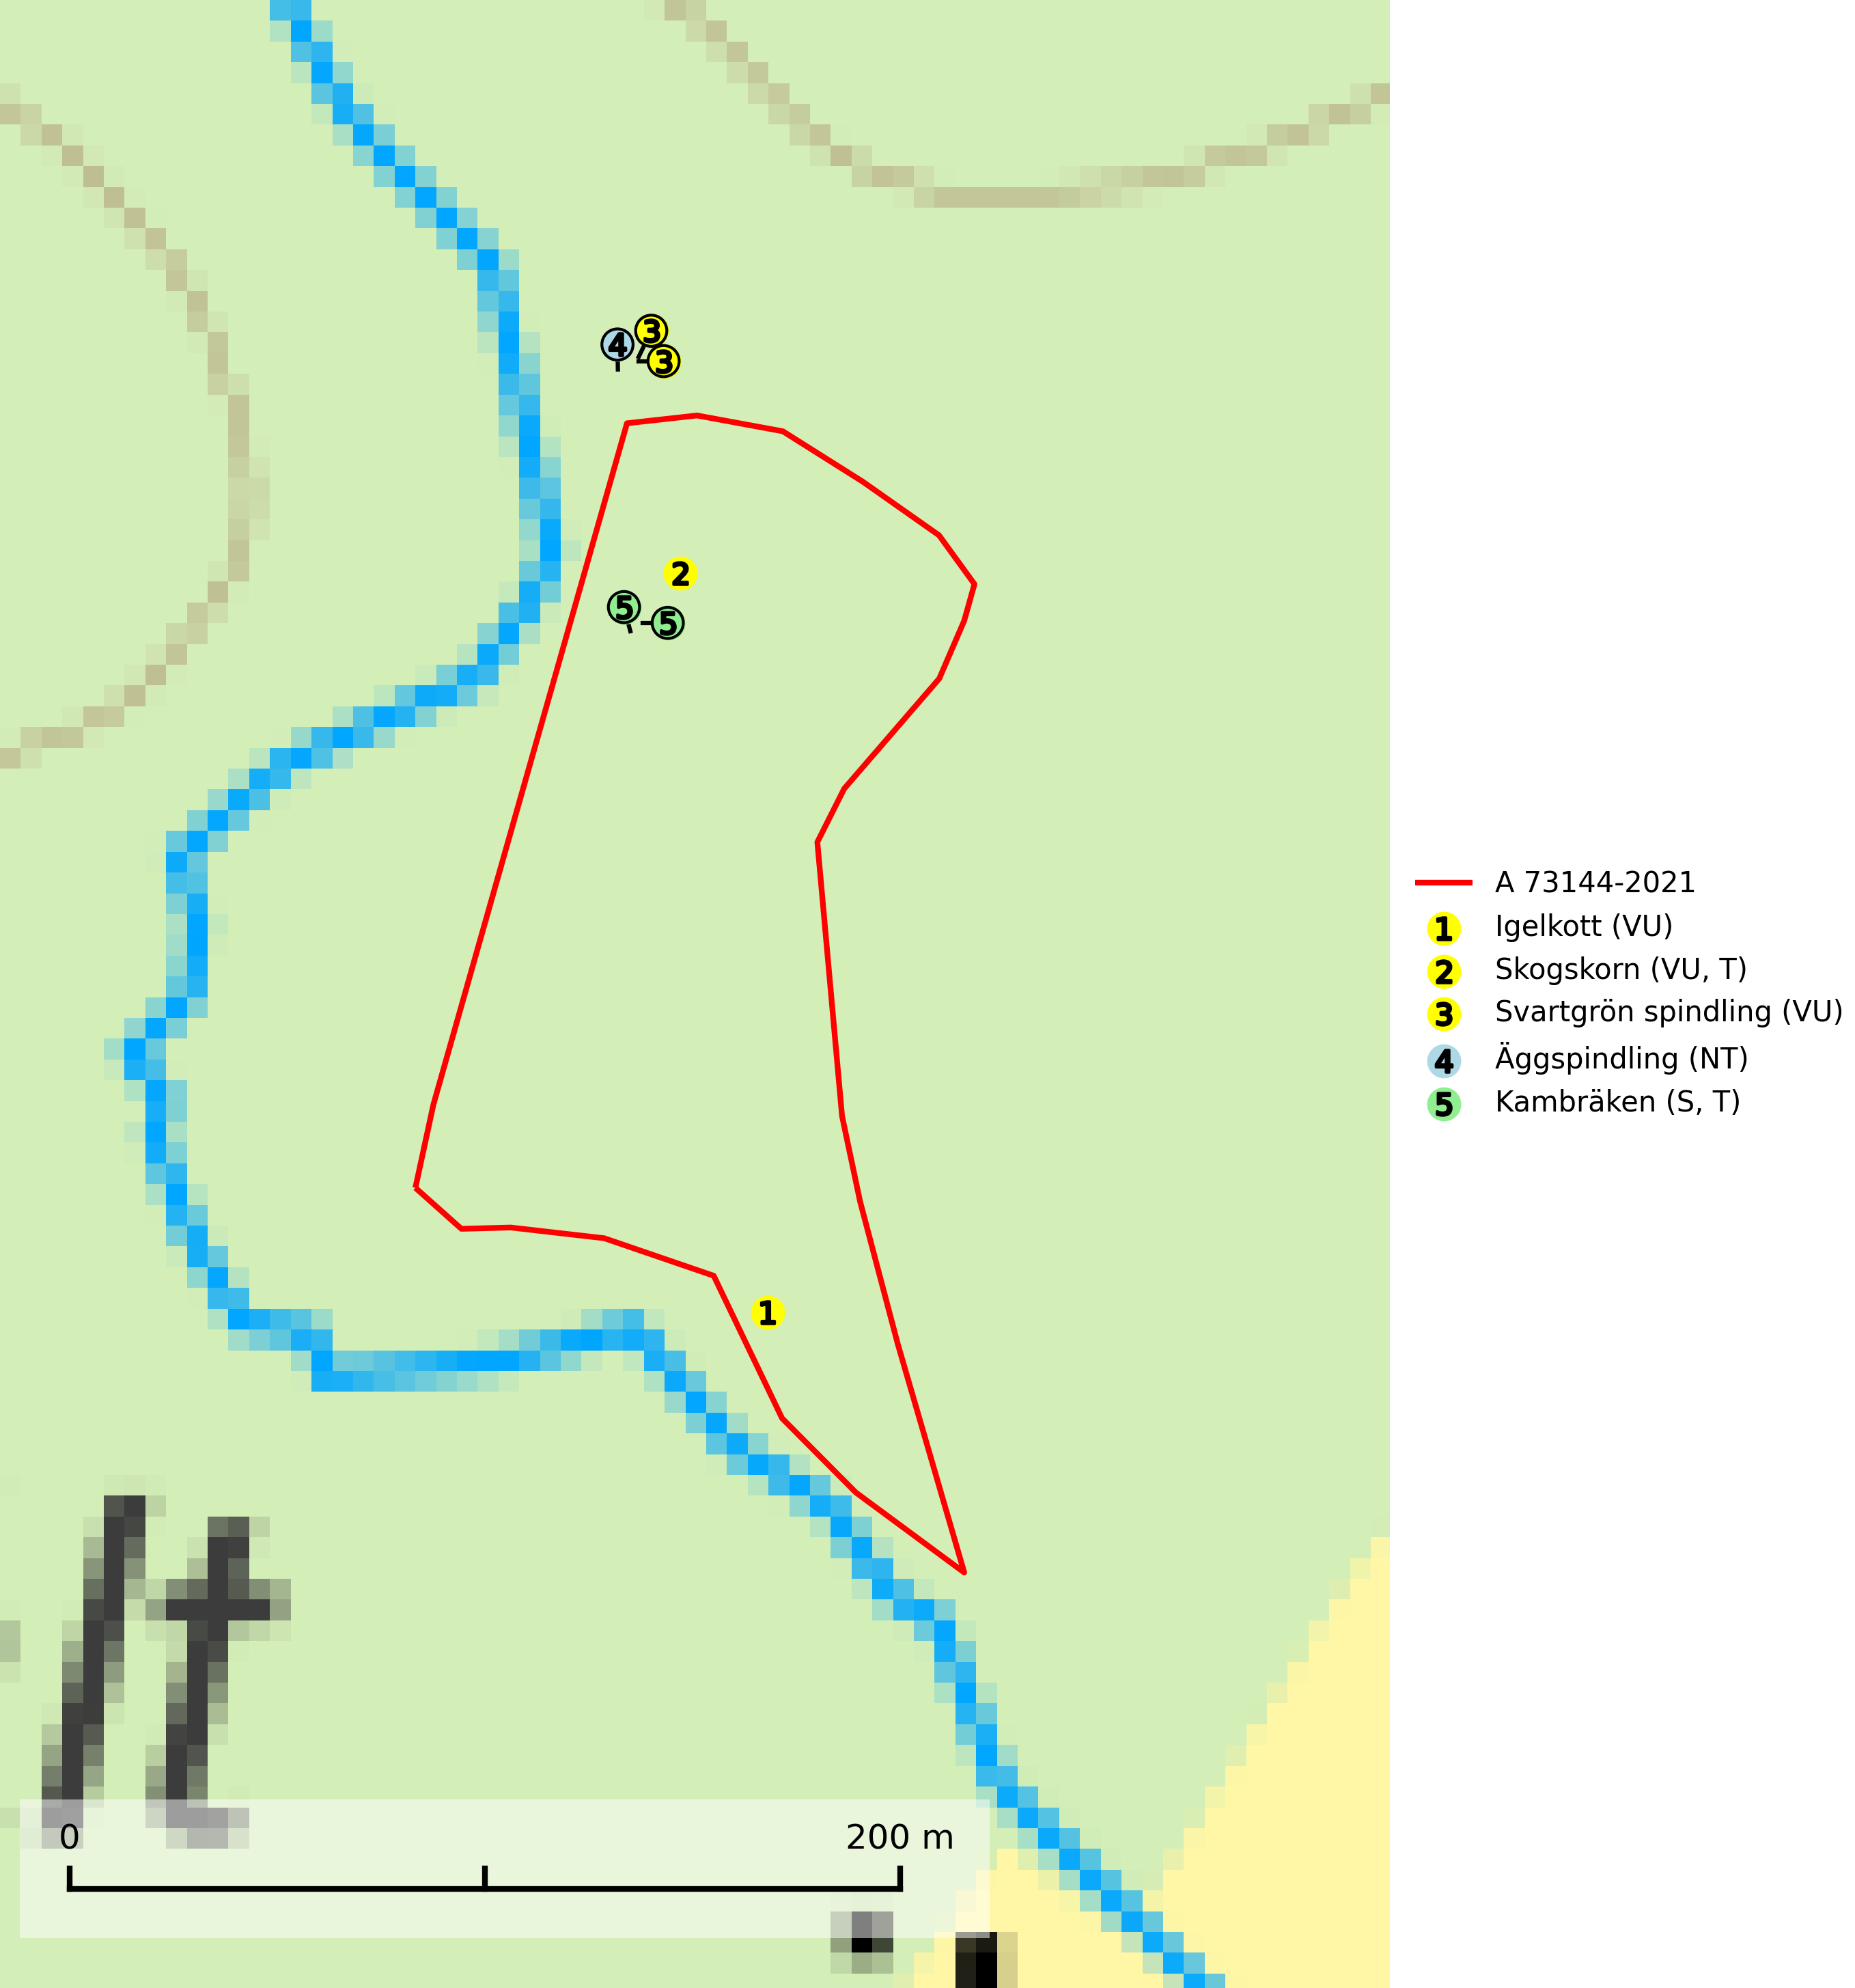 4 3
3
2
5
5
1
lt
0 200 m
A 73144-2021
1 Igelkott (VU)
2 Skogskorn (VU, T)
3 Svartgrön spindling (VU)
4 Äggspindling (NT)
5 Kambräken (S, T)